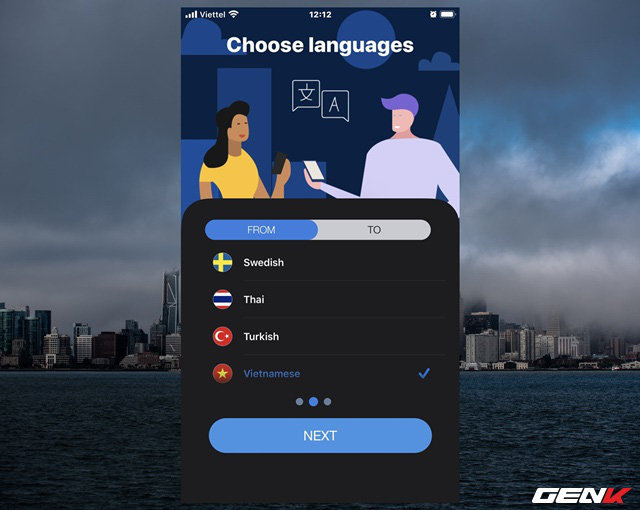 Viettel 12:12
Choose languages
文 A
FROM TO
Swedish
Thai
Turkish
Vietnamese
NEXT
GENK